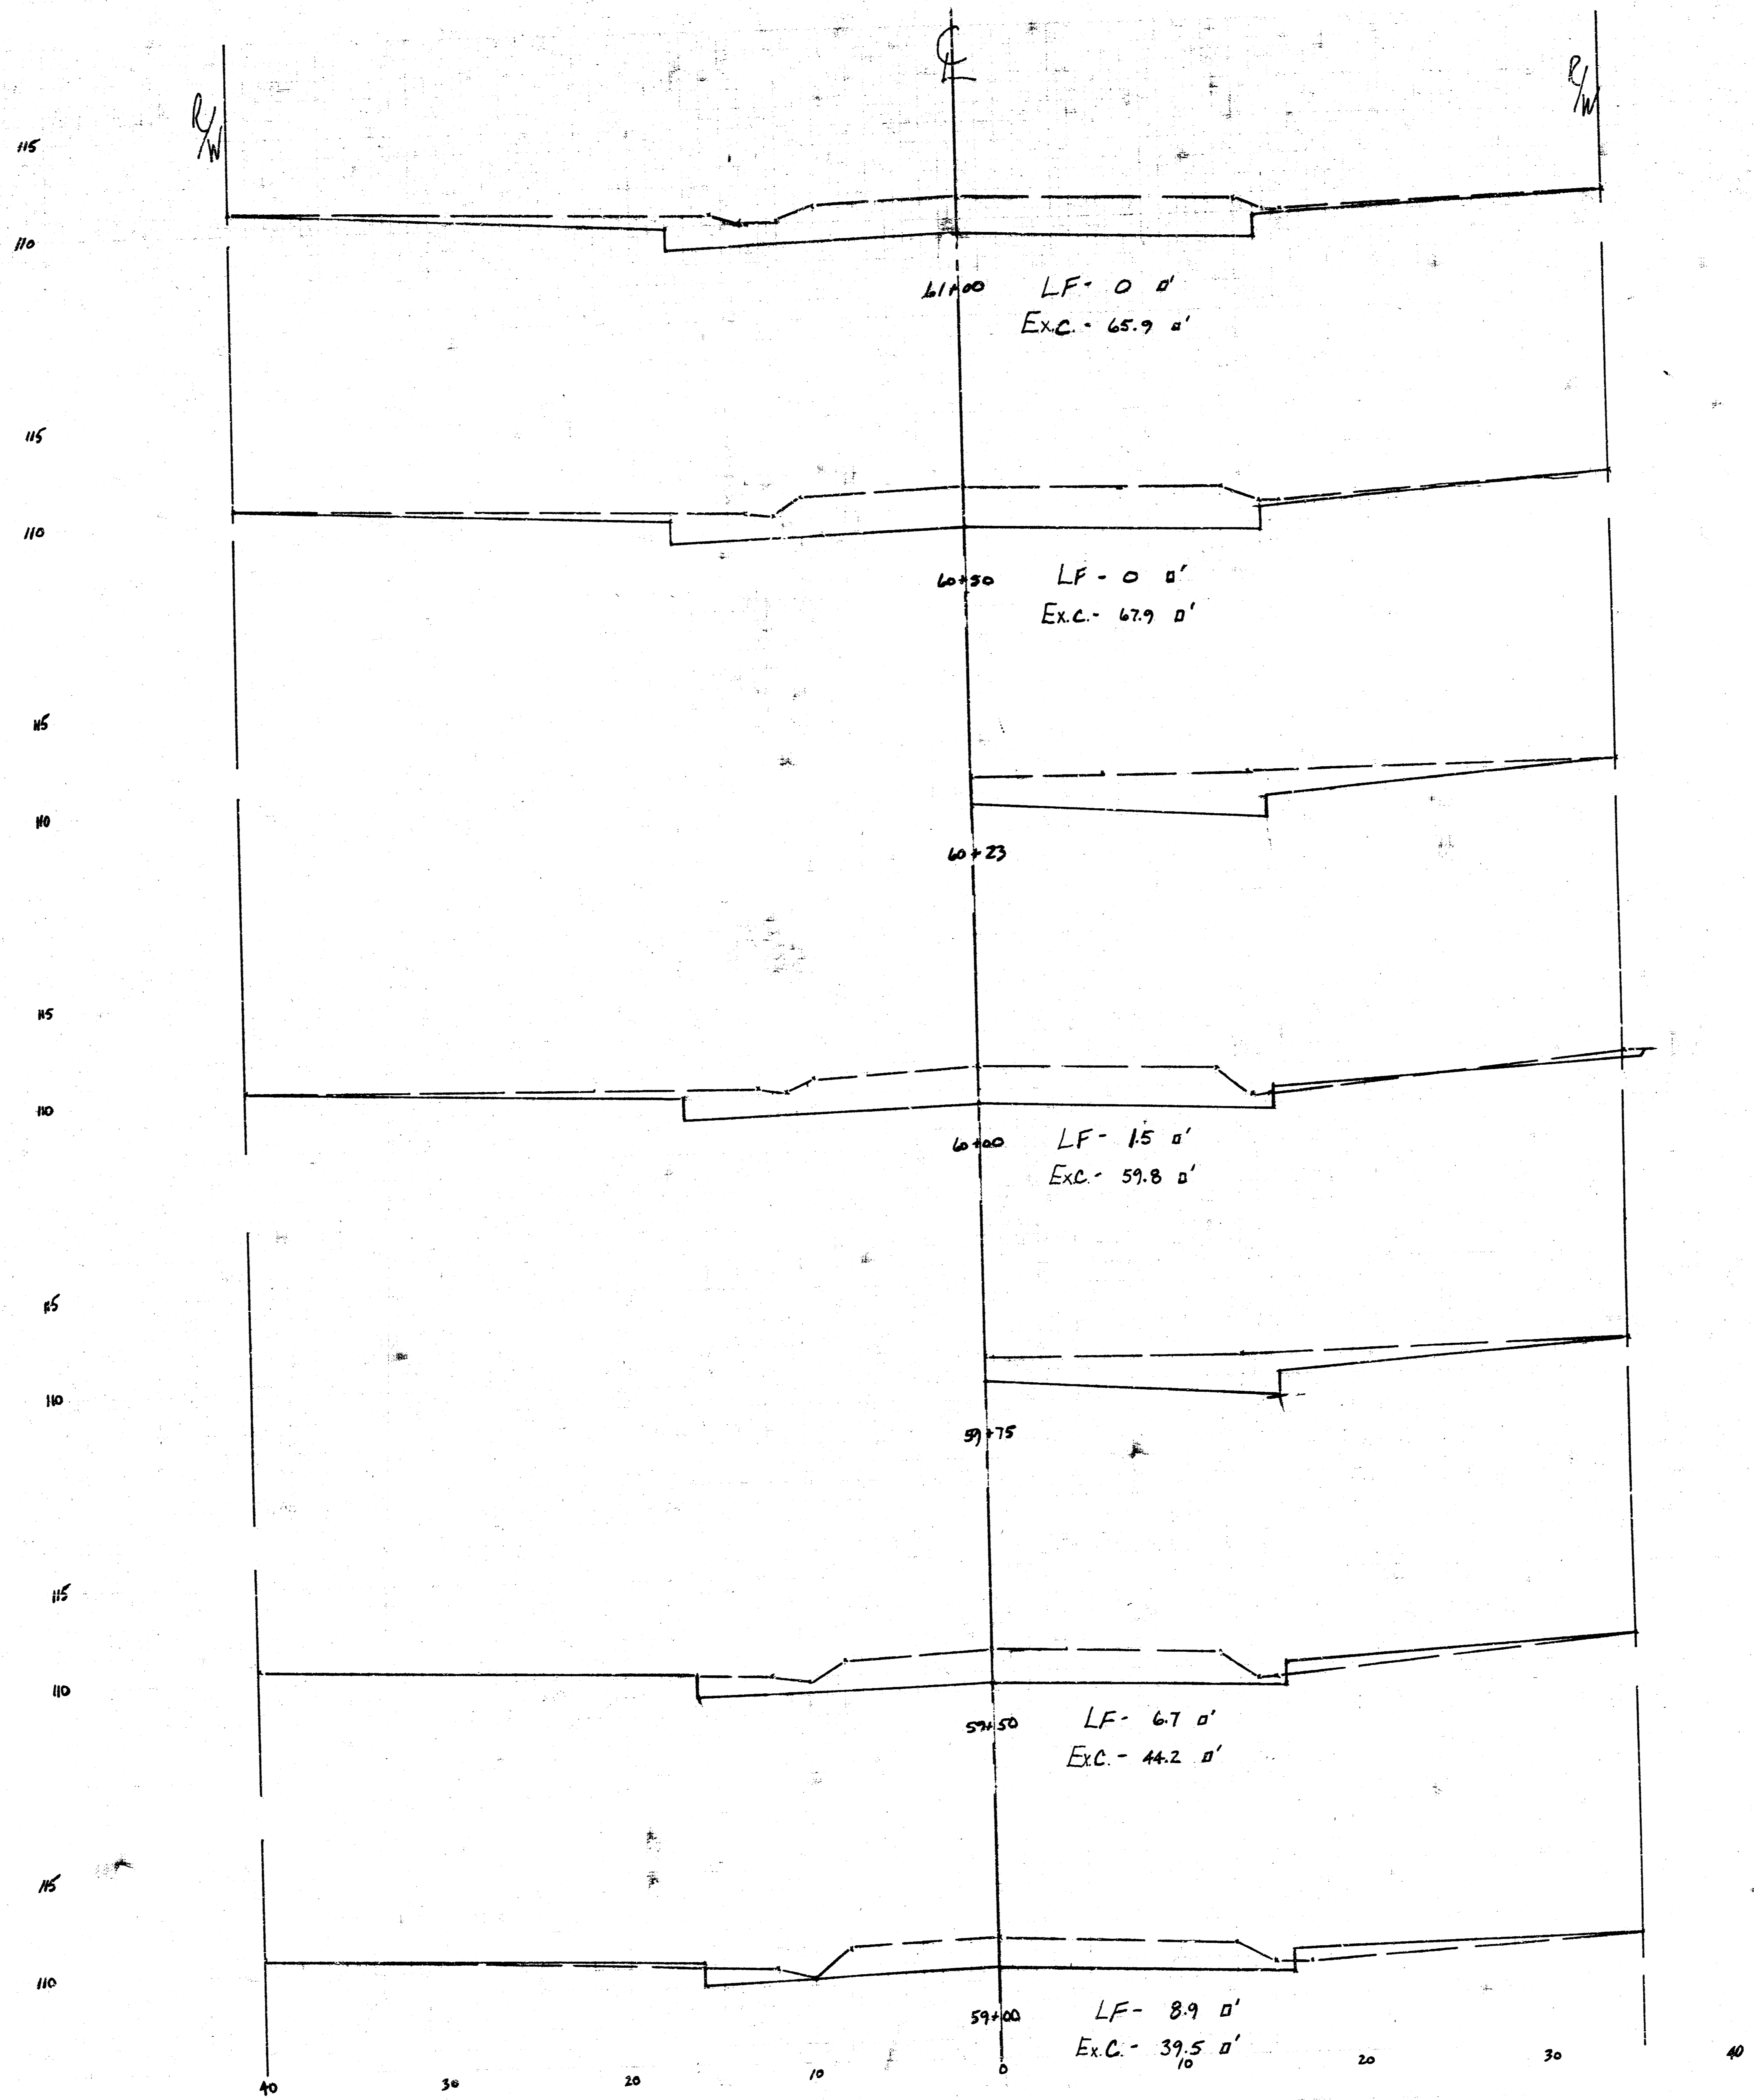 CL
R/W
R/W
115
110
61+00 LF- 0 □'
Ex.C. - 65.9 □'
115
110
60+50 LF - 0 □'
Ex.C.- 67.9 □'
115
110
60+23
115
110
60+00 LF- 1.5 □'
Ex.C.- 59.8 □'
115
110
59+75
115
110
59+50 LF- 6.7 □'
Ex.C. - 44.2 □'
115
110
59+00 LF- 8.9 □'
Ex.C. - 39.5 □'
40 30 20 10 0 10 20 30 40